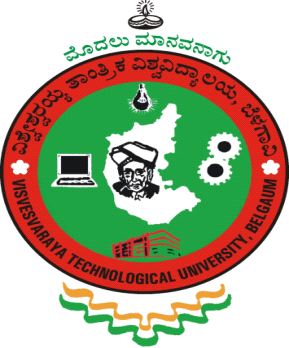 ಮೊದಲು ಮಾನವನಾಗು
ವಿಶ್ವೇಶ್ವರಯ್ಯ ತಾಂತ್ರಿಕ ವಿಶ್ವವಿದ್ಯಾಲಯ, ಬೆಳಗಾವಿ
VISVESVARAYA TECHNOLOGICAL UNIVERSITY, BELGAUM